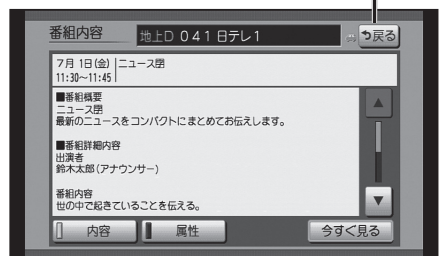 番組内容
地上D 041 日テレ1
戻る
7月 1日(金) ニュース閉
11:30～11:45
■番組概要
ニュース閉
最新のニュースをコンパクトにまとめてお伝えします。
■番組詳細内容
出演者
鈴木太郎(アナウンサー)
番組内容
世の中で起きていることを伝える。
内容
属性
今すぐ見る